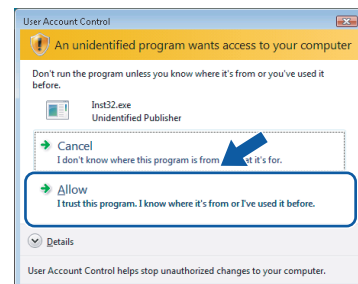 User Account Control
An unidentified program wants access to your computer
Don't run the program unless you know where it's from or you've used it
before.
Inst32.exe
Unidentified Publisher
Cancel
I don't know where this program is from at it's for.
Allow
I trust this program. I know where it's from or I've used it before.
Details
User Account Control helps stop unauthorized changes to your computer.